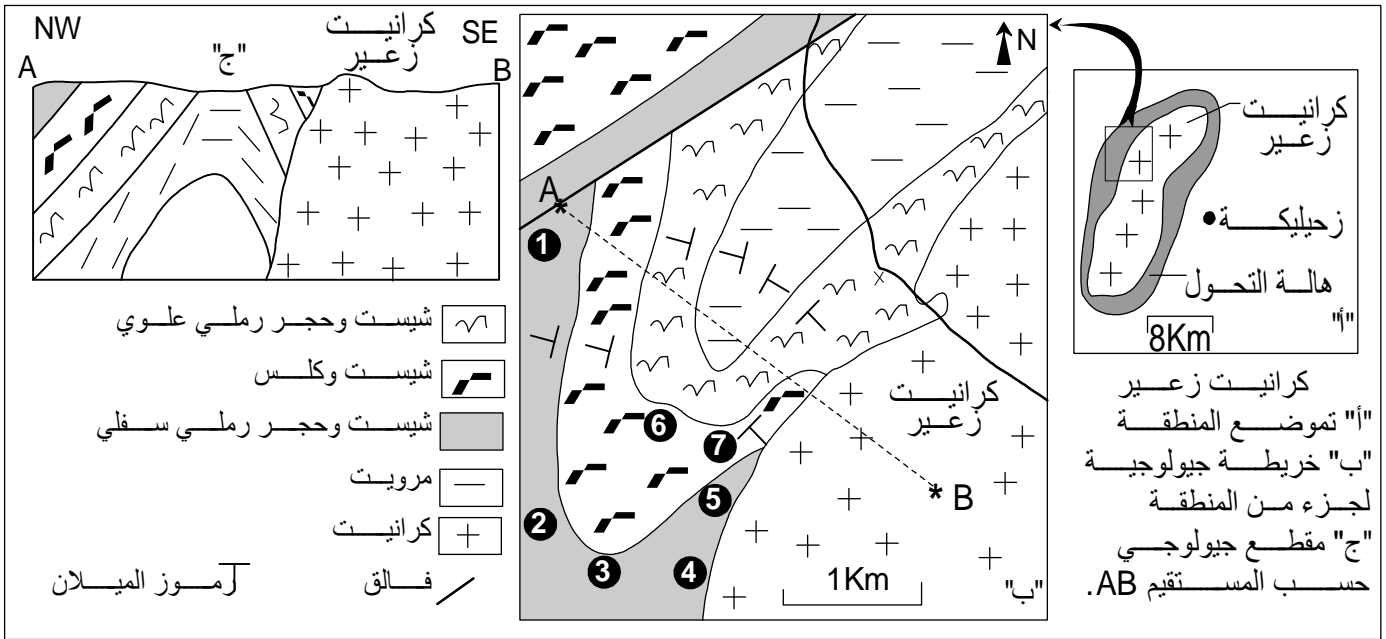 NW
كرانيت
زعير
SE
A
"ج"
B
شيست وحجر رملي علوي
شيست وكلس
شيست وحجر رملي سفلي
مرويت
كرانيت
فالق
رموز الميلان
N
A
1
2
3
4
5
6
7
كرانيت
زعير
B
1Km
"ب"
كرانيت
زعير
زحيليكة
هالة التحول
"أ"
8Km
كرانيت زعير
"أ" تموضع المنطقة
"ب" خريطة جيولوجية
لجزء من المنطقة
"ج" مقطع جيولوجي
حسب المستقيم AB.